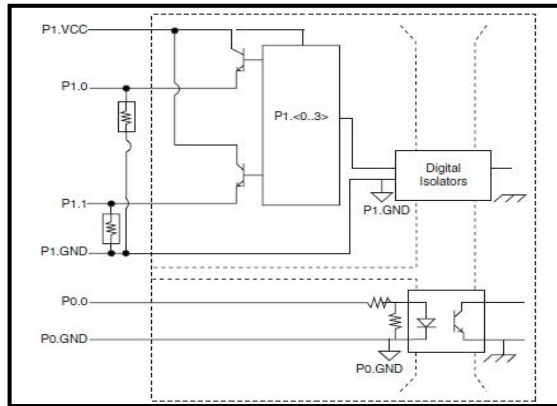 P1.VCC
P1.0
P1.<0..3>
Digital
Isolators
P1.1
P1.GND
P1.GND
P0.0
P0.GND
P0.GND